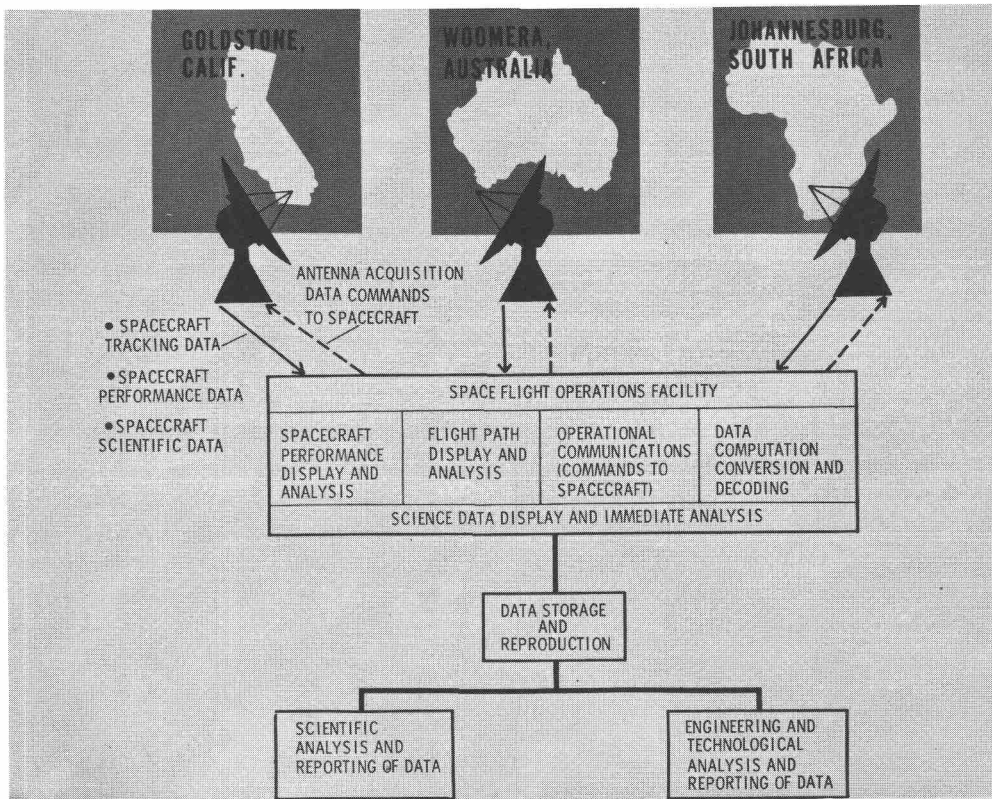 GOLDSTONE,
CALIF.
WOOMERA,
AUSTRALIA
JOHANNESBURG,
SOUTH AFRICA
ANTENNA ACQUISITION
DATA COMMANDS
TO SPACECRAFT
• SPACECRAFT
TRACKING DATA
• SPACECRAFT
PERFORMANCE DATA
• SPACECRAFT
SCIENTIFIC DATA
SPACE FLIGHT OPERATIONS FACILITY
SPACECRAFT
PERFORMANCE
DISPLAY AND
ANALYSIS
FLIGHT PATH
DISPLAY AND
ANALYSIS
OPERATIONAL
COMMUNICATIONS
(COMMANDS TO
SPACECRAFT)
DATA
COMPUTATION
CONVERSION AND
DECODING
SCIENCE DATA DISPLAY AND IMMEDIATE ANALYSIS
DATA STORAGE
AND
REPRODUCTION
SCIENTIFIC
ANALYSIS AND
REPORTING OF DATA
ENGINEERING AND
TECHNOLOGICAL
ANALYSIS AND
REPORTING OF DATA